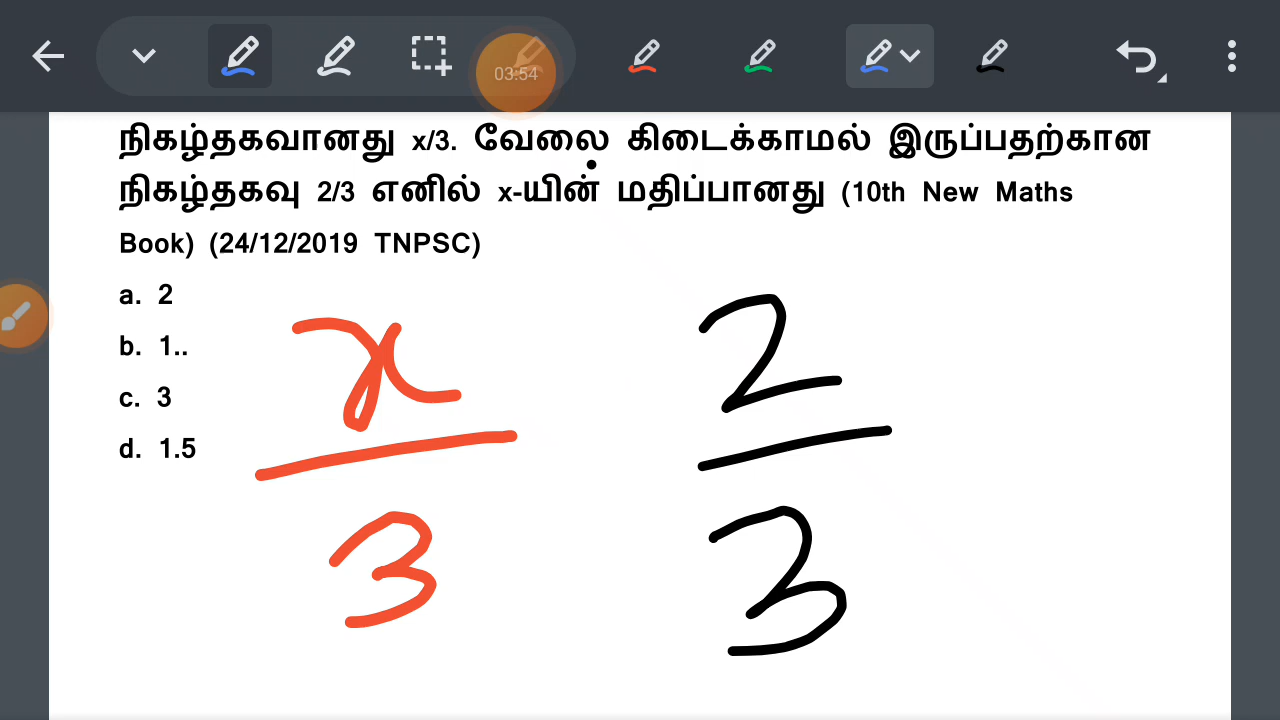 03:54
நிகழ்தகவானது x/3. வேலை கிடைக்காமல் இருப்பதற்கான
நிகழ்தகவு 2/3 எனில் x-யின் மதிப்பானது (10th New Maths
Book) (24/12/2019 TNPSC)
a. 2
b. 1..
c. 3
d. 1.5
x
3
2
3